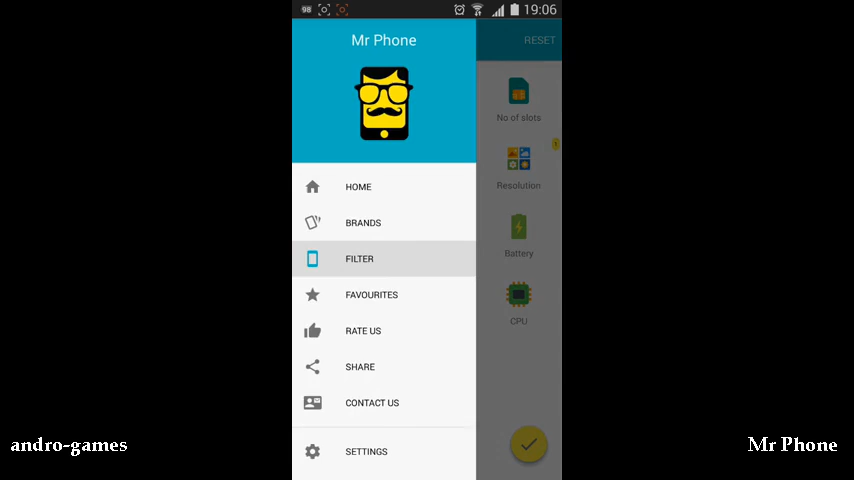 98 19:06
Mr Phone
RESET
No of slots
1
Resolution
Battery
CPU
HOME
BRANDS
FILTER
FAVOURITES
RATE US
SHARE
CONTACT US
SETTINGS
andro-games
Mr Phone